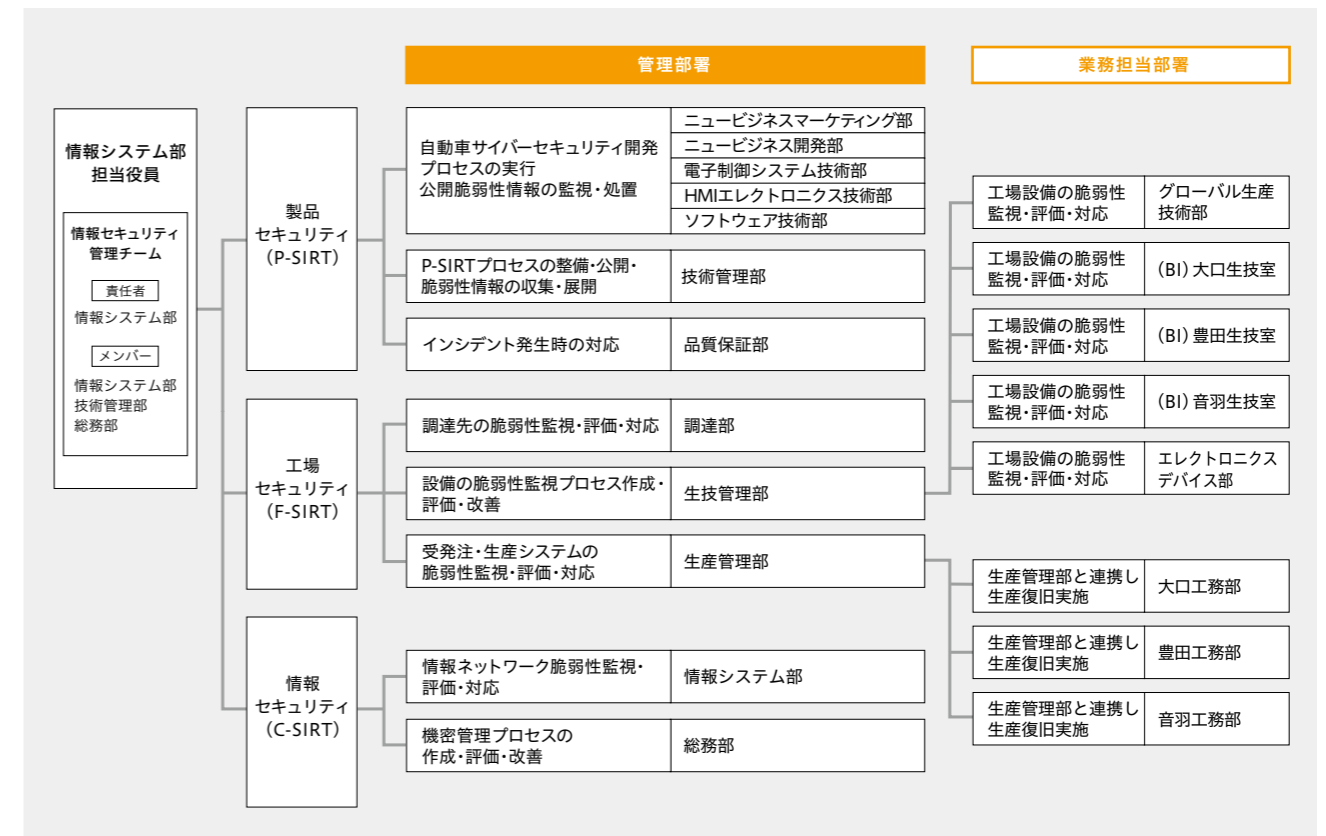 管理部署
業務担当部署
情報システム部
担当役員
情報セキュリティ
管理チーム
責任者
情報システム部
メンバー
情報システム部
技術管理部
総務部
製品
セキュリティ
（P-SIRT）
自動車サイバーセキュリティ開発
プロセスの実行
公開脆弱性情報の監視・処置
ニュービジネスマーケティング部
ニュービジネス開発部
電子制御システム技術部
HMIエレクトロニクス技術部
ソフトウェア技術部
P-SIRTプロセスの整備・公開・
脆弱性情報の収集・展開
技術管理部
インシデント発生時の対応
品質保証部
工場
セキュリティ
（F-SIRT）
調達先の脆弱性監視・評価・対応
調達部
設備の脆弱性監視プロセス作成・
評価・改善
生技管理部
受発注・生産システムの
脆弱性監視・評価・対応
生産管理部
情報
セキュリティ
（C-SIRT）
情報ネットワーク脆弱性監視・
評価・対応
情報システム部
機密管理プロセスの
作成・評価・改善
総務部
工場設備の脆弱性
監視・評価・対応
グローバル生産
技術部
工場設備の脆弱性
監視・評価・対応
（BI）大口生技室
工場設備の脆弱性
監視・評価・対応
（BI）豊田生技室
工場設備の脆弱性
監視・評価・対応
（BI）音羽生技室
工場設備の脆弱性
監視・評価・対応
エレクトロニクス
デバイス部
生産管理部と連携し
生産復旧実施
大口工務部
生産管理部と連携し
生産復旧実施
豊田工務部
生産管理部と連携し
生産復旧実施
音羽工務部